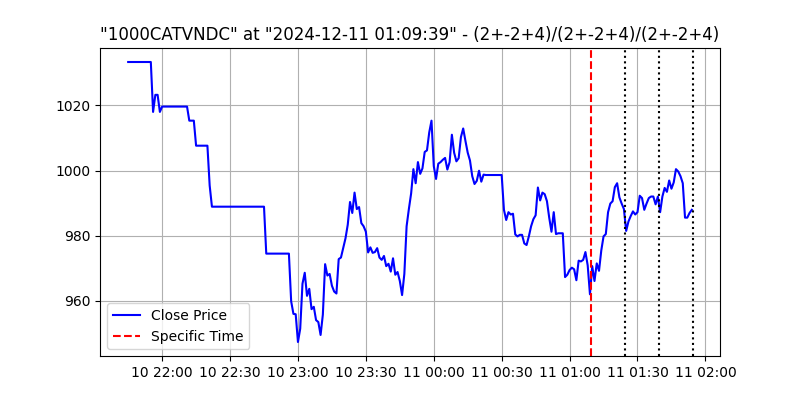 "1000CATVNDC" at "2024-12-11 01:09:39" - (2+-2+4)/(2+-2+4)/(2+-2+4)
1020
1000
980
960
Close Price
Specific Time
10 22:00 10 22:30 10 23:00 10 23:30 11 00:00 11 00:30 11 01:00 11 01:30 11 02:00